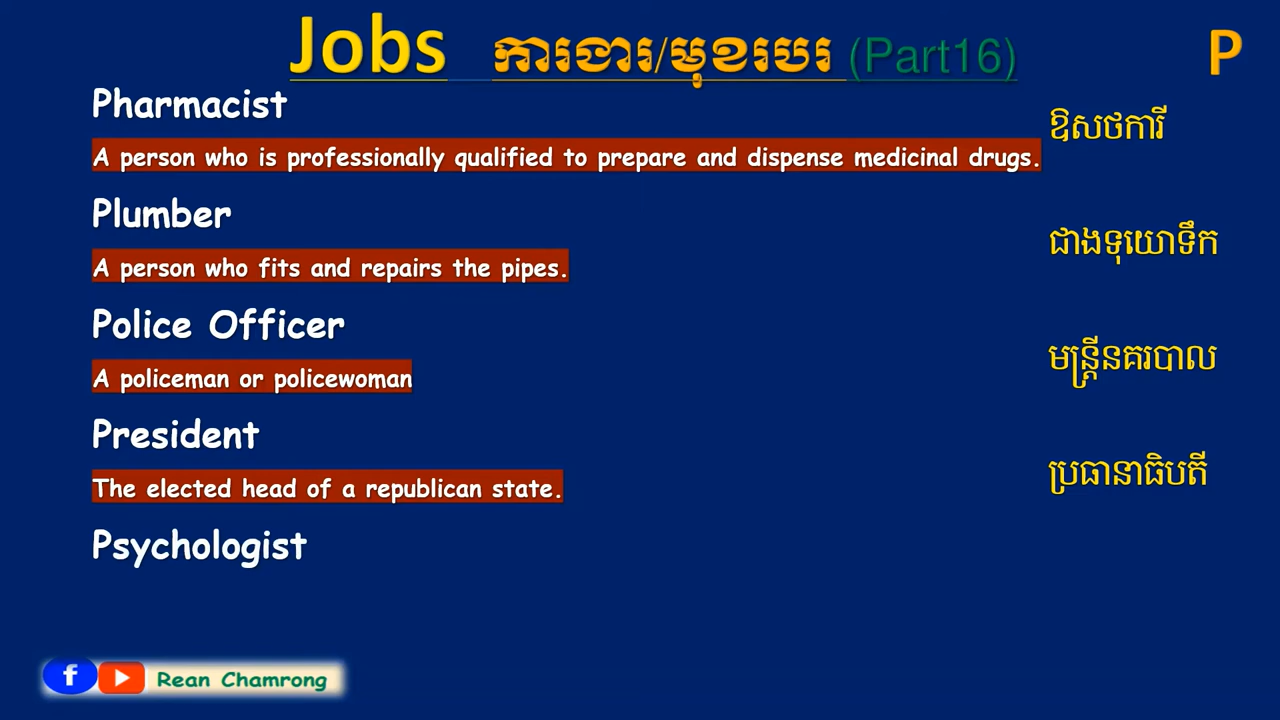 Jobs ការងារ/មុខរបរ (Part16) P
Pharmacist
ឱសថការី
A person who is professionally qualified to prepare and dispense medicinal drugs.
Plumber
ជាងទុយោទឹក
A person who fits and repairs the pipes.
Police Officer
មន្ត្រីនគរបាល
A policeman or policewoman
President
ប្រធានាធិបតី
The elected head of a republican state.
Psychologist
f Rean Chamrong